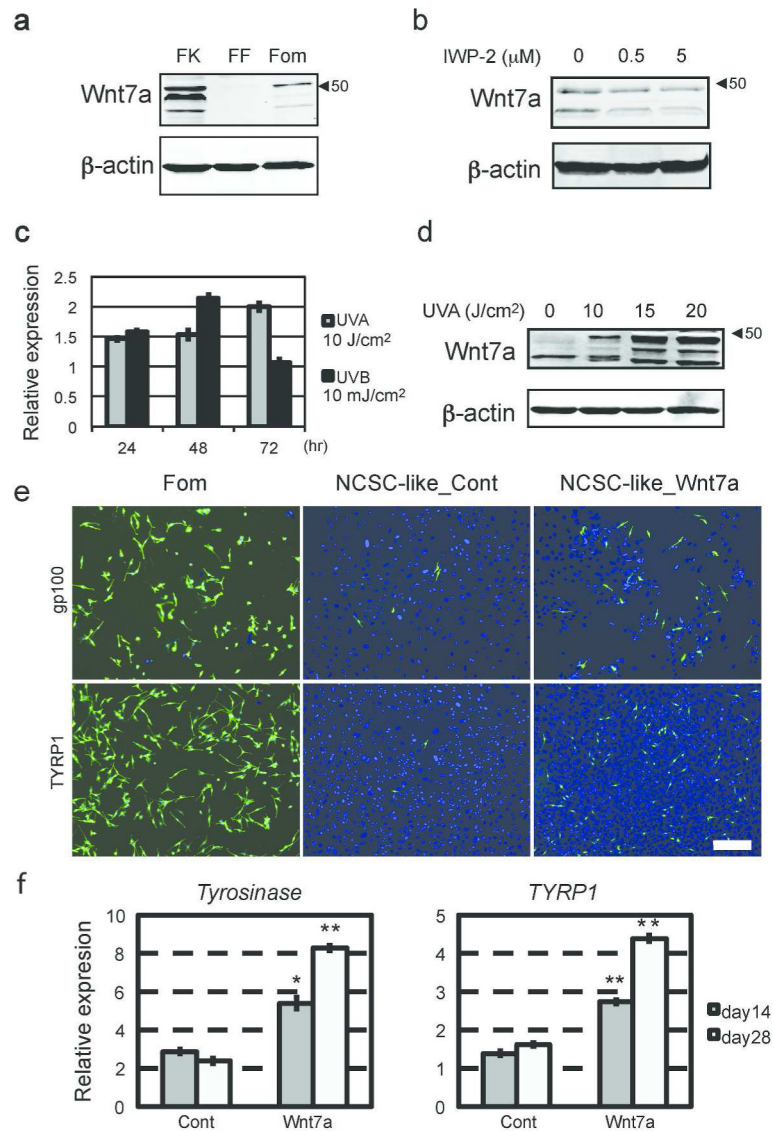 a
FK FF Fom
Wnt7a
◄50
β-actin
b
IWP-2 (μM) 0 0.5 5
Wnt7a
◄50
β-actin
c
Relative expression
2.5
2
1.5
1
0.5
0
24 48 72 (hr)
UVA
10 J/cm²
UVB
10 mJ/cm²
d
UVA (J/cm²) 0 10 15 20
Wnt7a
◄50
β-actin
e
Fom NCSC-like_Cont NCSC-like_Wnt7a
gp100
TYRP1
f
Tyrosinase
Relative expresion
10
8
6
4
2
0
* **
Cont Wnt7a
TYRP1
5
4
3
2
1
0
** **
Cont Wnt7a
day14
day28